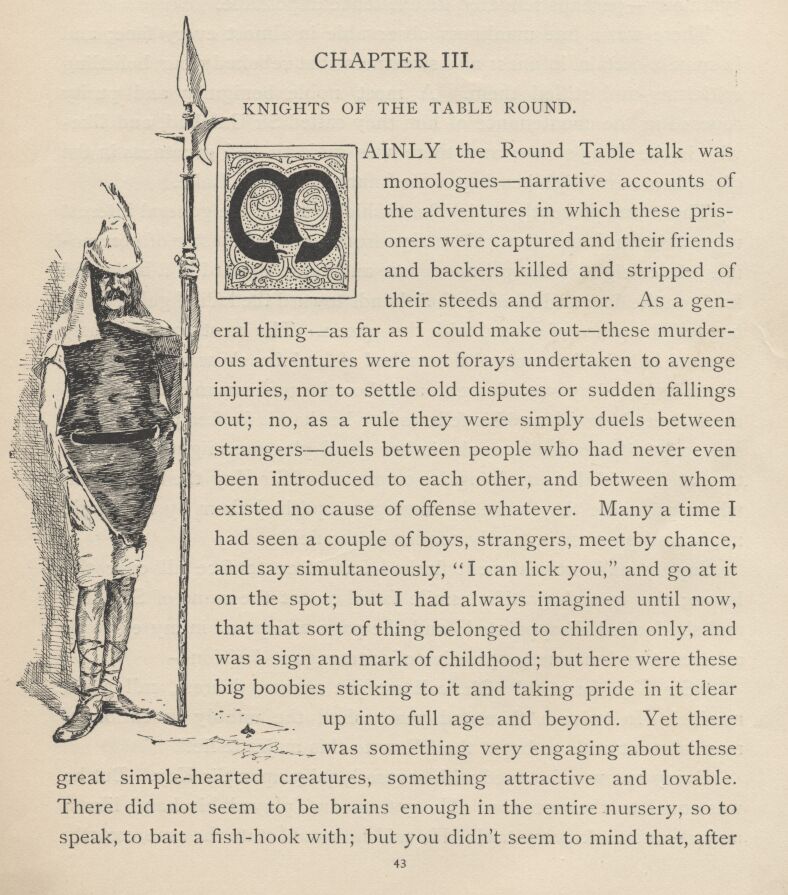 CHAPTER III.
KNIGHTS OF THE TABLE ROUND.
MAINLY the Round Table talk was
monologues—narrative accounts of
the adventures in which these pris-
oners were captured and their friends
and backers killed and stripped of
their steeds and armor. As a gen-
eral thing—as far as I could make out—these murder-
ous adventures were not forays undertaken to avenge
injuries, nor to settle old disputes or sudden fallings
out; no, as a rule they were simply duels between
strangers—duels between people who had never even
been introduced to each other, and between whom
existed no cause of offense whatever. Many a time I
had seen a couple of boys, strangers, meet by chance,
and say simultaneously, “I can lick you,” and go at it
on the spot; but I had always imagined until now,
that that sort of thing belonged to children only, and
was a sign and mark of childhood; but here were these
big boobies sticking to it and taking pride in it clear
up into full age and beyond. Yet there
was something very engaging about these
great simple-hearted creatures, something attractive and lovable.
There did not seem to be brains enough in the entire nursery, so to
speak, to bait a fish-hook with; but you didn’t seem to mind that, after
43